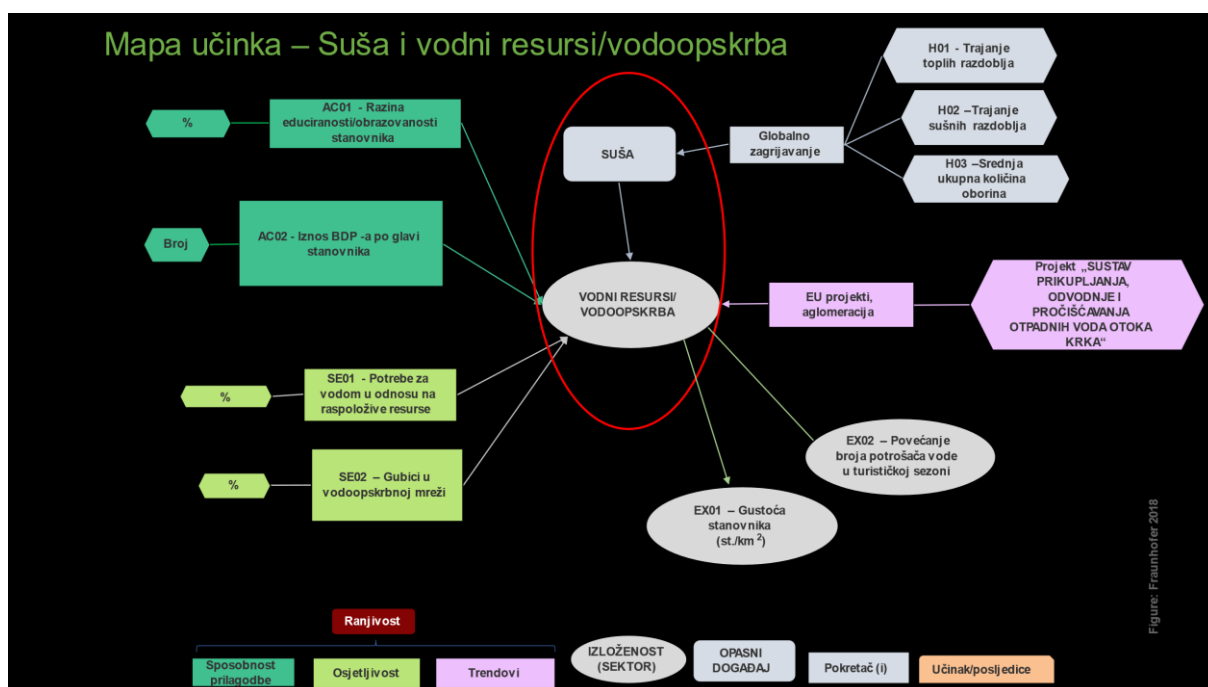 Mapa učinka – Suša i vodni resursi/vodoopskrba
%
AC01 - Razina
educiranosti/obrazovanosti
stanovnika
Broj
AC02 - Iznos BDP -a po glavi
stanovnika
%
SE01 - Potrebe za
vodom u odnosu na
raspoložive resurse
%
SE02 – Gubici u
vodoopskrbnoj mreži
SUŠA
VODNI RESURSI/
VODOOPSKRBA
Globalno
zagrijavanje
H01 - Trajanje
toplih razdoblja
H02 –Trajanje
sušnih razdoblja
H03 –Srednja
ukupna količina
oborina
EU projekti,
aglomeracija
Projekt „SUSTAV
PRIKUPLJANJA,
ODVODNJE I
PROČIŠĆAVANJA
OTPADNIH VODA OTOKA
KRKA“
EX02 – Povećanje
broja potrošača vode
u turističkoj sezoni
EX01 – Gustoća
stanovnika
(st./km²)
Figure: Fraunhofer 2018
Ranjivost
Sposobnost
prilagodbe
Osjetljivost
Trendovi
IZLOŽENOST
(SEKTOR)
OPASNI
DOGAĐAJ
Pokretač (i)
Učinak/posljedice